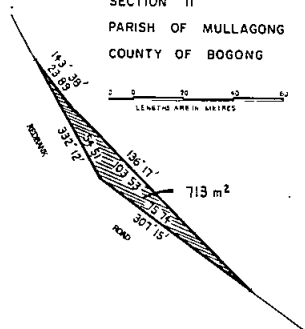 SECTION 11
PARISH OF MULLAGONG
COUNTY OF BOGONG
0 20 40 60
LENGTHS ARE IN METRES
143° 38'
23.89
REDBANK
332° 12'
54.51
136° 17'
103.53
713 m²
75.74
ROAD
307° 15'